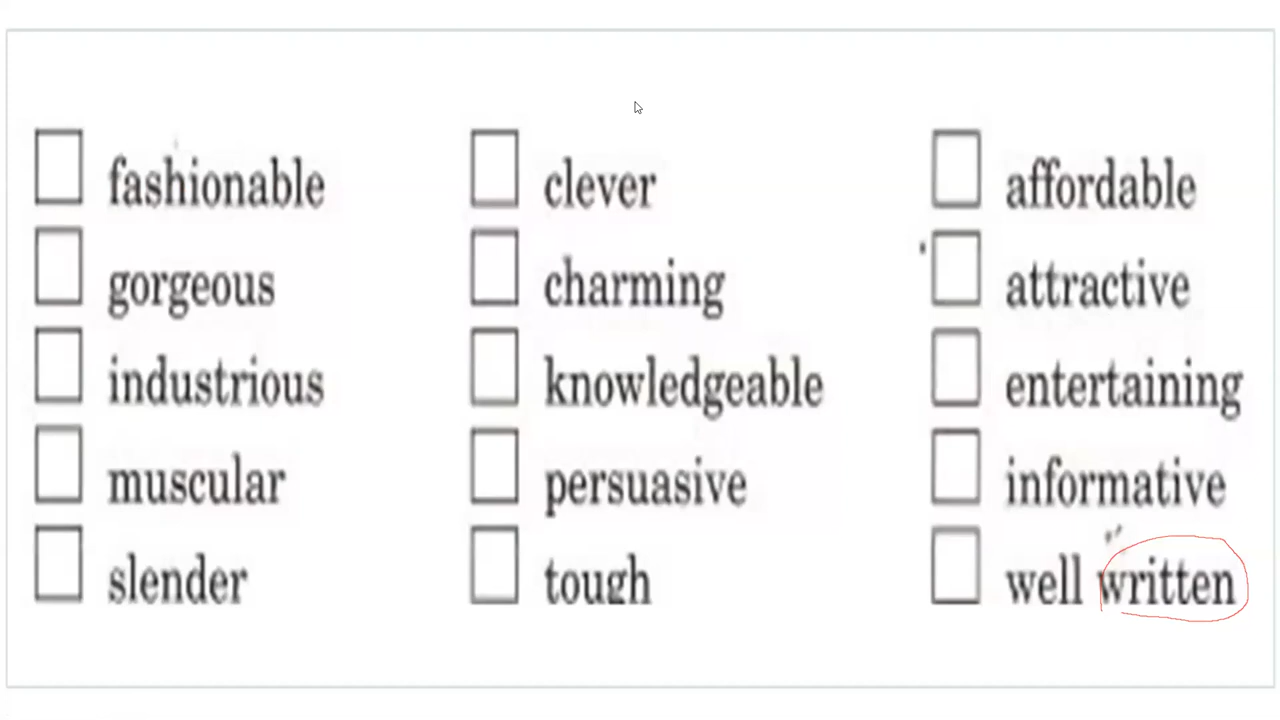 fashionable clever affordable
gorgeous charming attractive
industrious knowledgeable entertaining
muscular persuasive informative
slender tough well written